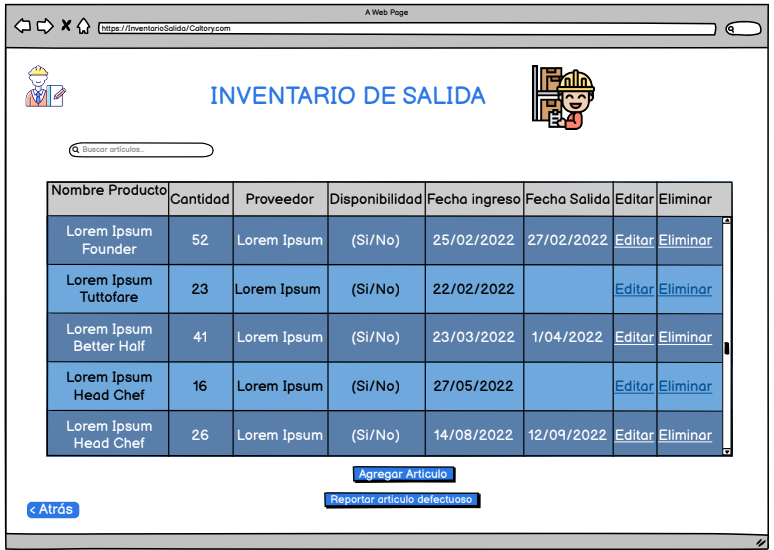 A Web Page
https://InventarioSalida/Caltory.com
INVENTARIO DE SALIDA
Buscar artículos...
Nombre Producto Cantidad Proveedor Disponibilidad Fecha ingreso Fecha Salida Editar Eliminar
Lorem Ipsum
Founder 52 Lorem Ipsum (Si/No) 25/02/2022 27/02/2022 Editar Eliminar
Lorem Ipsum
Tuttofare 23 Lorem Ipsum (Si/No) 22/02/2022 Editar Eliminar
Lorem Ipsum
Better Half 41 Lorem Ipsum (Si/No) 23/03/2022 1/04/2022 Editar Eliminar
Lorem Ipsum
Head Chef 16 Lorem Ipsum (Si/No) 27/05/2022 Editar Eliminar
Lorem Ipsum
Head Chef 26 Lorem Ipsum (Si/No) 14/08/2022 12/09/2022 Editar Eliminar
Agregar Articulo
Reportar articulo defectuoso
< Atrás